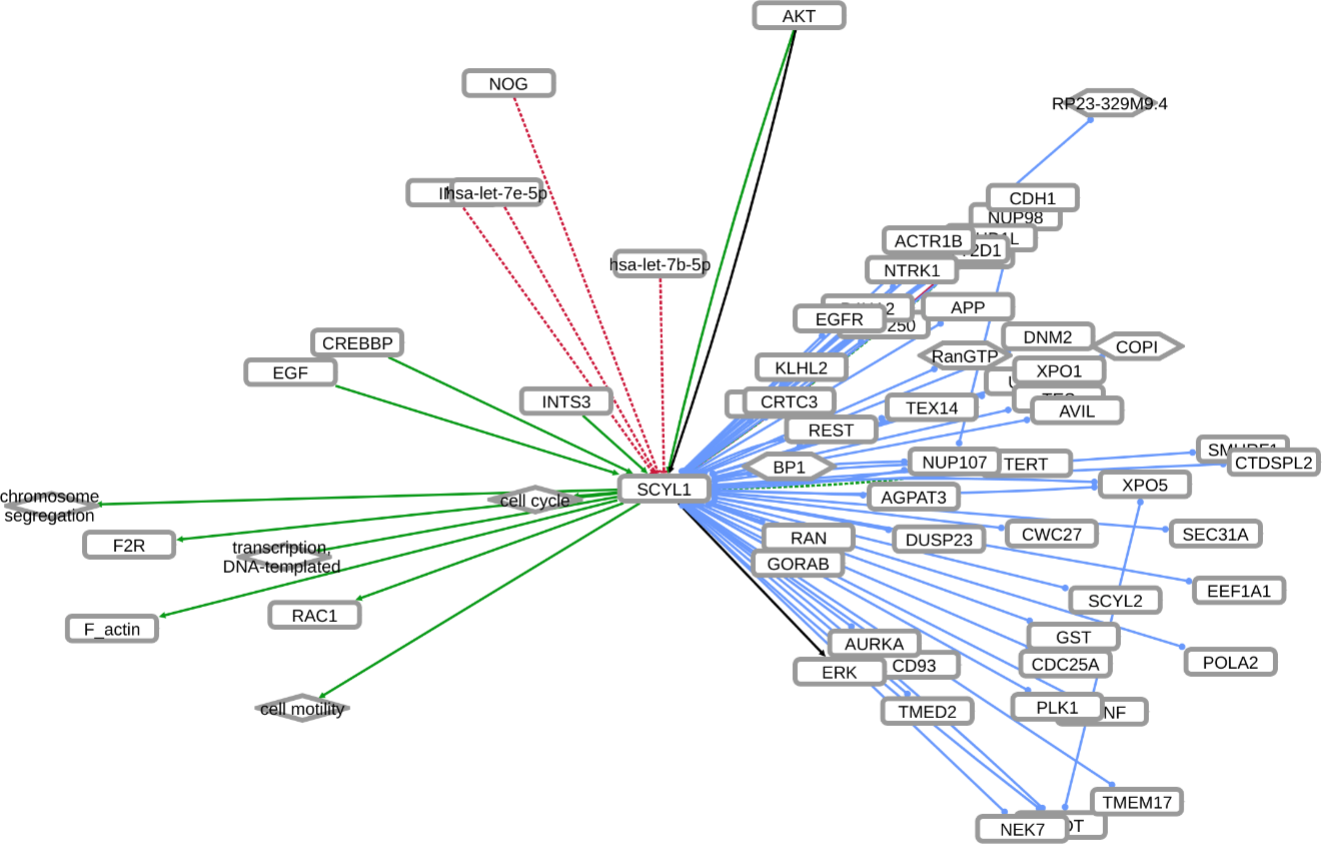 AKT
NOG
RP23-329M9.4
hsa-let-7e-5p
CDH1
NUP98
ACTR1B
hsa-let-7b-5p
NTRK1
APP
EGFR
250
DNM2
CREBBP
COPI
RanGTP
KLHL2
XPO1
EGF
INTS3
CRTC3
TEX14
AVIL
REST
SMURF1
BP1
NUP107
TERT
CTDSPL2
SCYL1
XPO5
chromosome
segregation
cell cycle
AGPAT3
F2R
RAN
DUSP23
CWC27
SEC31A
transcription,
DNA-templated
GORAB
EEF1A1
SCYL2
RAC1
F_actin
GST
AURKA
CD93
CDC25A
POLA2
ERK
cell motility
TMED2
PLK1
NF
TMEM17
NEK7